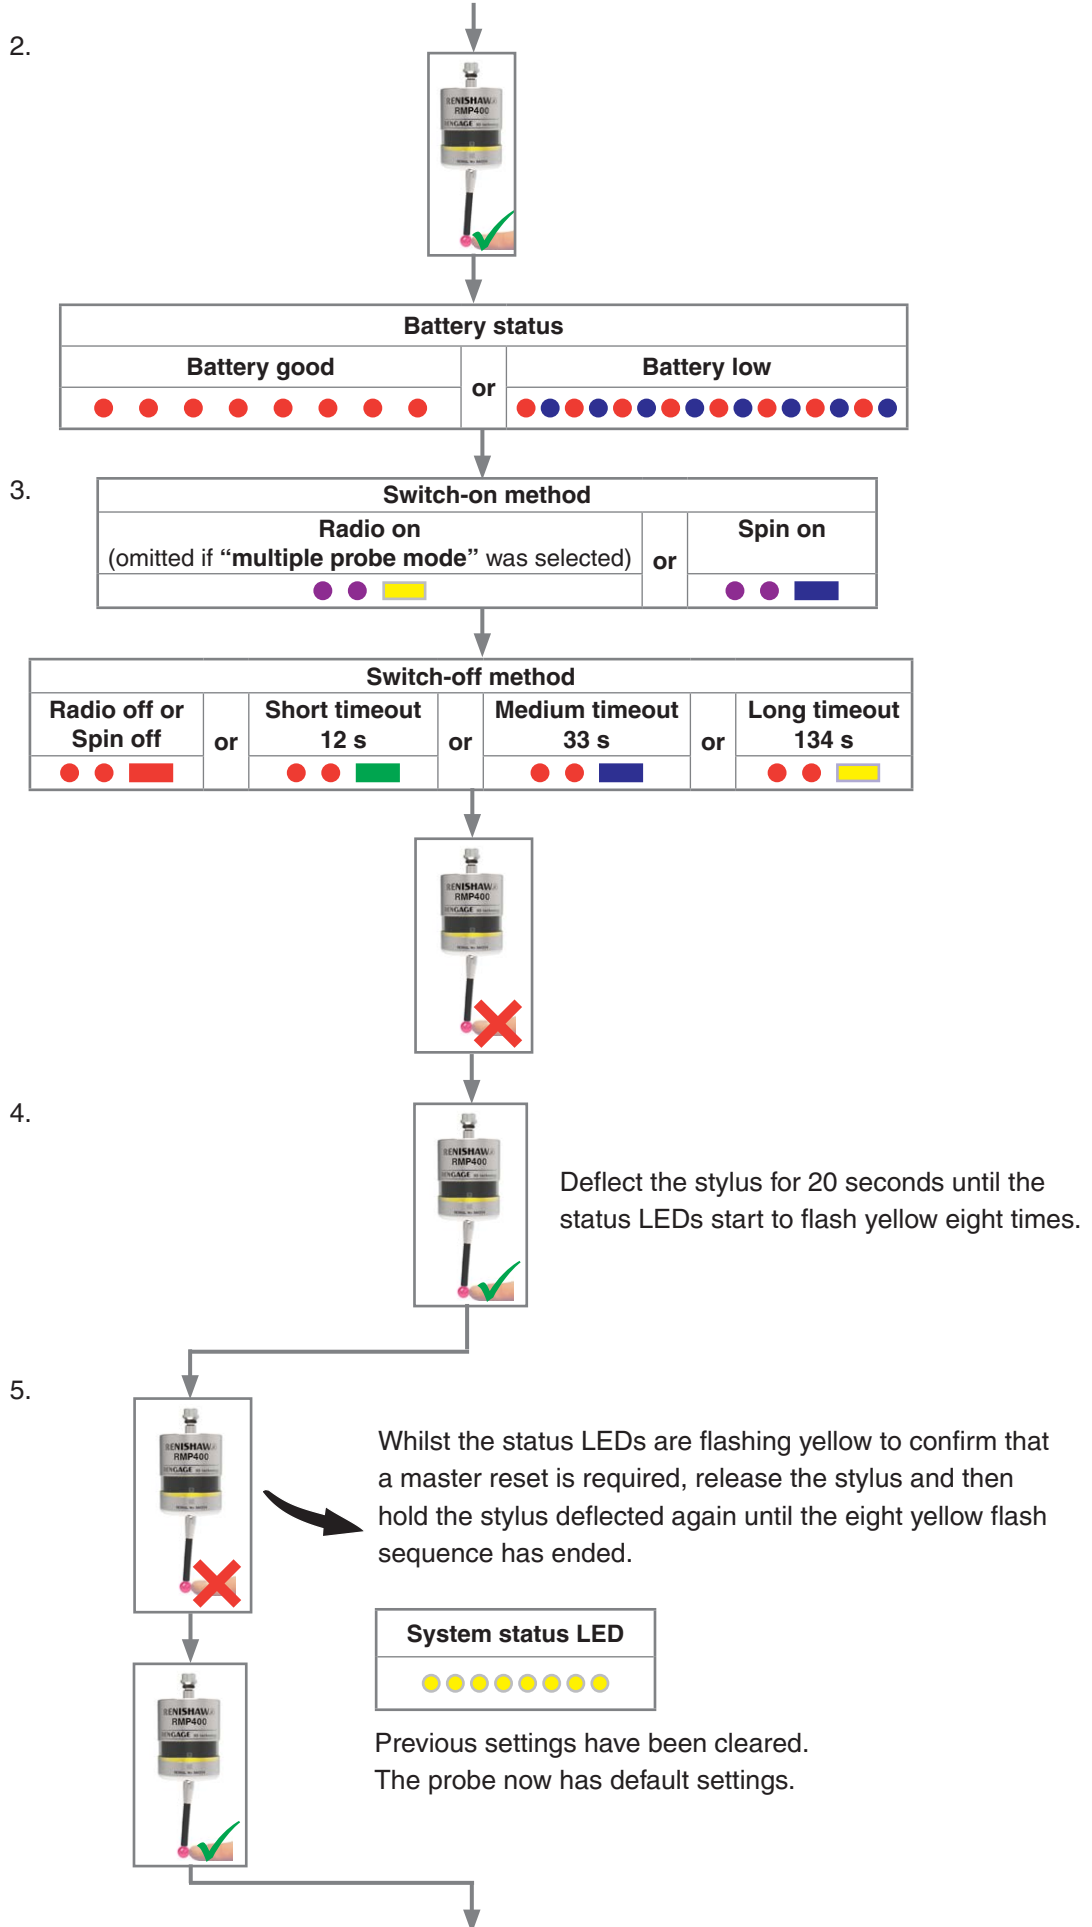 2.
RENISHAW
RMP400
RENGAGE
Battery status
Battery good
or
Battery low
3.
Switch-on method
Radio on
(omitted if “multiple probe mode” was selected)
or
Spin on
Switch-off method
Radio off or
Spin off
or
Short timeout
12 s
or
Medium timeout
33 s
or
Long timeout
134 s
RENISHAW
RMP400
RENGAGE
4.
RENISHAW
RMP400
RENGAGE
Deflect the stylus for 20 seconds until the
status LEDs start to flash yellow eight times.
5.
RENISHAW
RMP400
RENGAGE
Whilst the status LEDs are flashing yellow to confirm that
a master reset is required, release the stylus and then
hold the stylus deflected again until the eight yellow flash
sequence has ended.
System status LED
RENISHAW
RMP400
RENGAGE
Previous settings have been cleared.
The probe now has default settings.